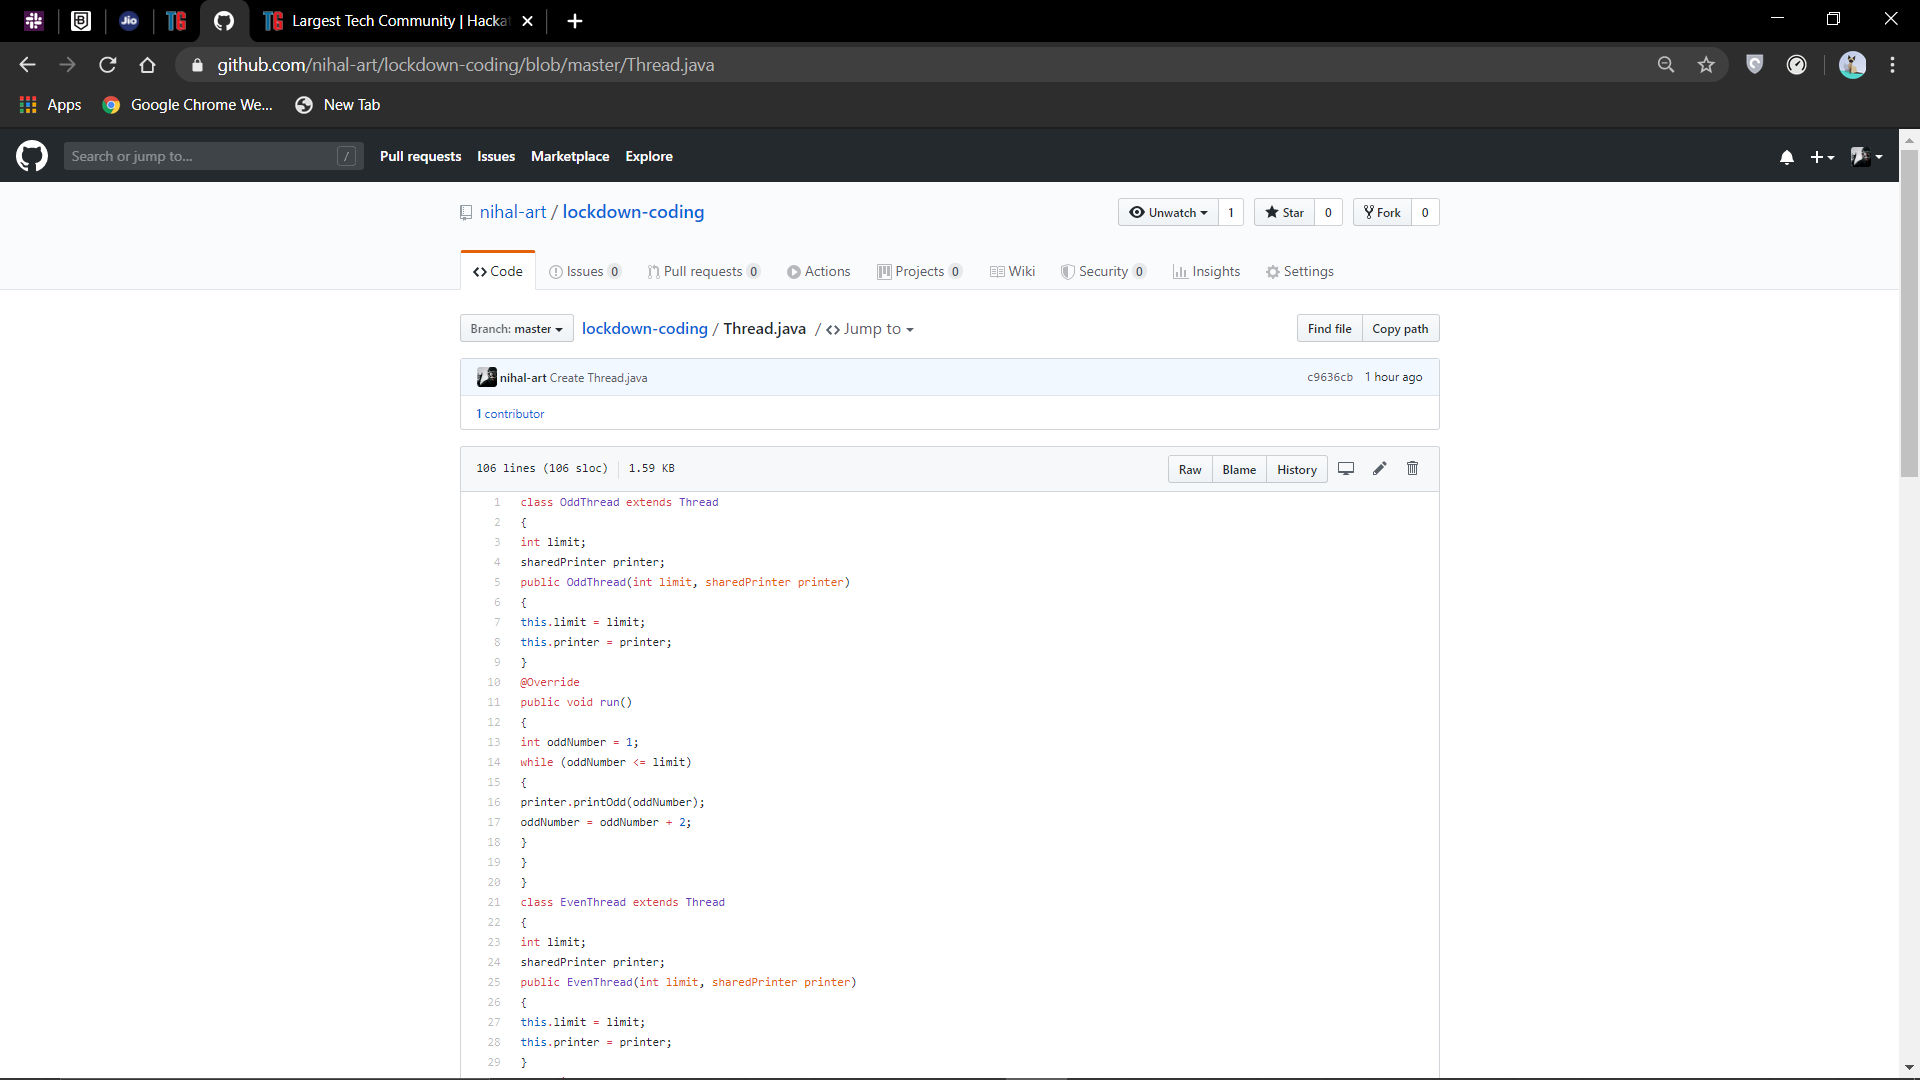 Jio
TG
TG Largest Tech Community | Hacka
github.com/nihal-art/lockdown-coding/blob/master/Thread.java
Apps Google Chrome We... New Tab
Search or jump to... / Pull requests Issues Marketplace Explore
nihal-art / lockdown-coding Unwatch 1 Star 0 Fork 0
Code Issues 0 Pull requests 0 Actions Projects 0 Wiki Security 0 Insights Settings
Branch: master lockdown-coding / Thread.java / Jump to Find file Copy path
nihal-art Create Thread.java c9636cb 1 hour ago
1 contributor
106 lines (106 sloc) 1.59 KB Raw Blame History
1 class OddThread extends Thread
2 {
3 int limit;
4 sharedPrinter printer;
5 public OddThread(int limit, sharedPrinter printer)
6 {
7 this.limit = limit;
8 this.printer = printer;
9 }
10 @Override
11 public void run()
12 {
13 int oddNumber = 1;
14 while (oddNumber <= limit)
15 {
16 printer.printOdd(oddNumber);
17 oddNumber = oddNumber + 2;
18 }
19 }
20 }
21 class EvenThread extends Thread
22 {
23 int limit;
24 sharedPrinter printer;
25 public EvenThread(int limit, sharedPrinter printer)
26 {
27 this.limit = limit;
28 this.printer = printer;
29 }